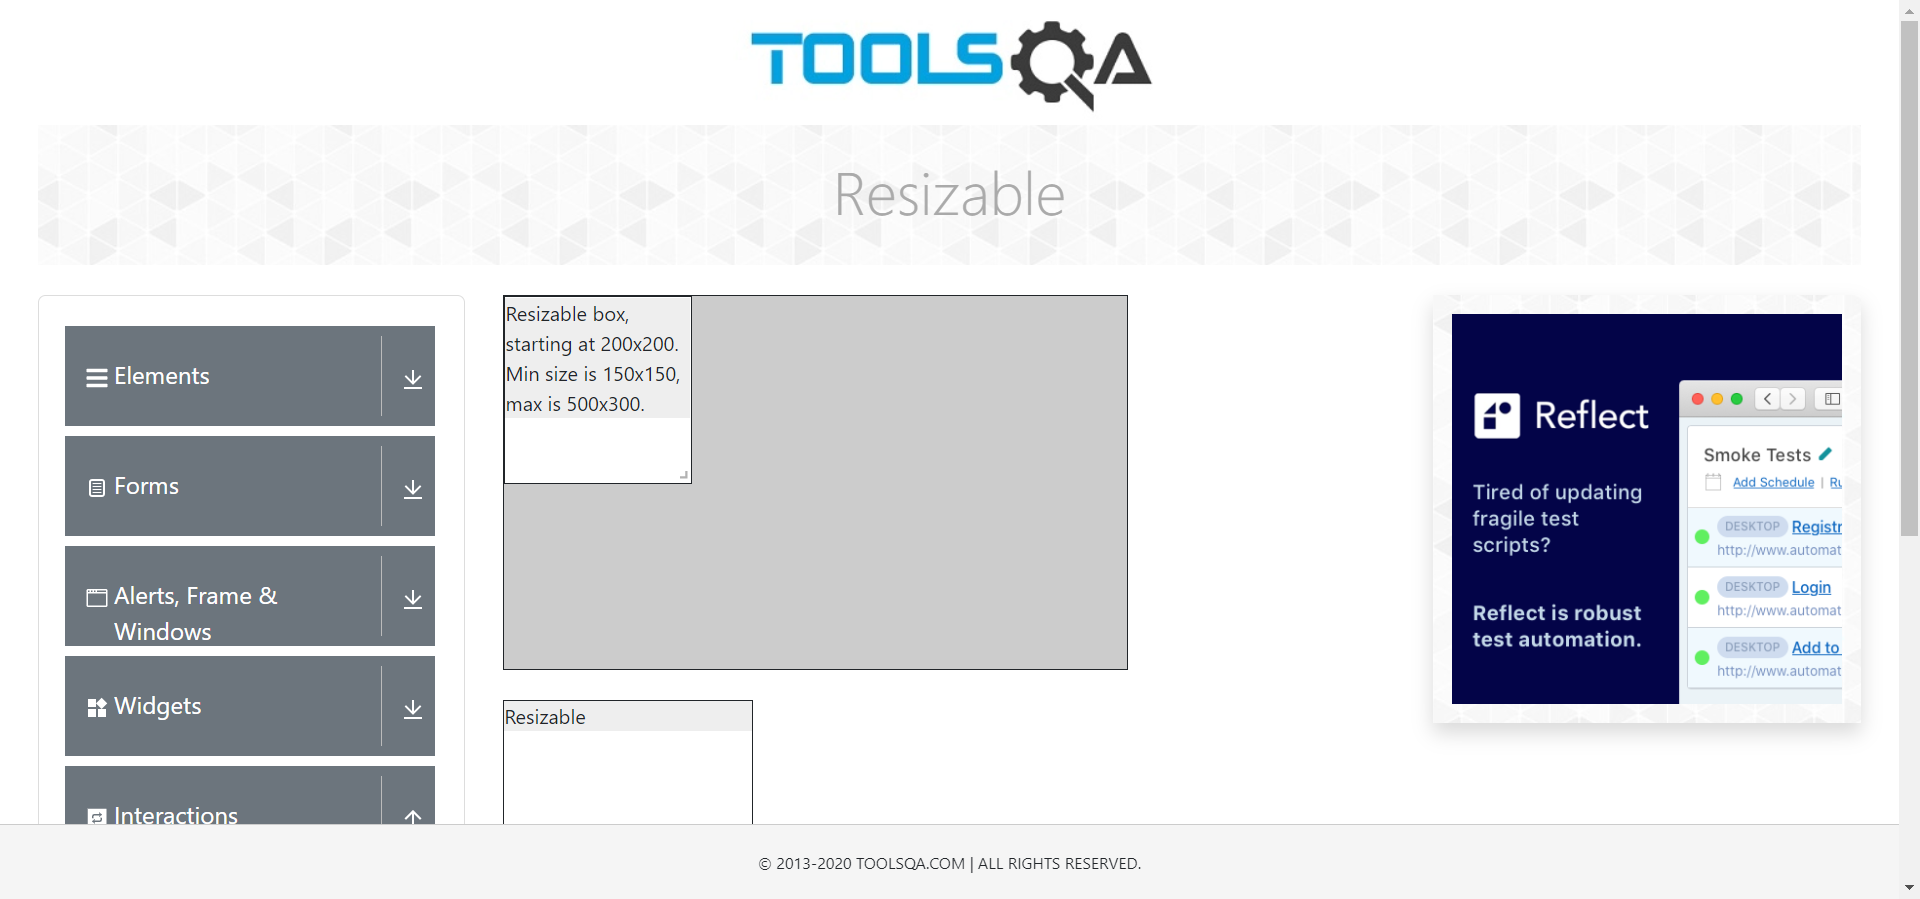 TOOLSQA
Resizable
Elements
Forms
Alerts, Frame &
Windows
Widgets
Interactions
Resizable box,
starting at 200x200.
Min size is 150x150,
max is 500x300.
Resizable
Reflect
Tired of updating
fragile test
scripts?
Reflect is robust
test automation.
Smoke Tests
Add Schedule | Ru
DESKTOP Registr
http://www.automat
DESKTOP Login
http://www.automat
DESKTOP Add to
http://www.automat
© 2013-2020 TOOLSQA.COM | ALL RIGHTS RESERVED.